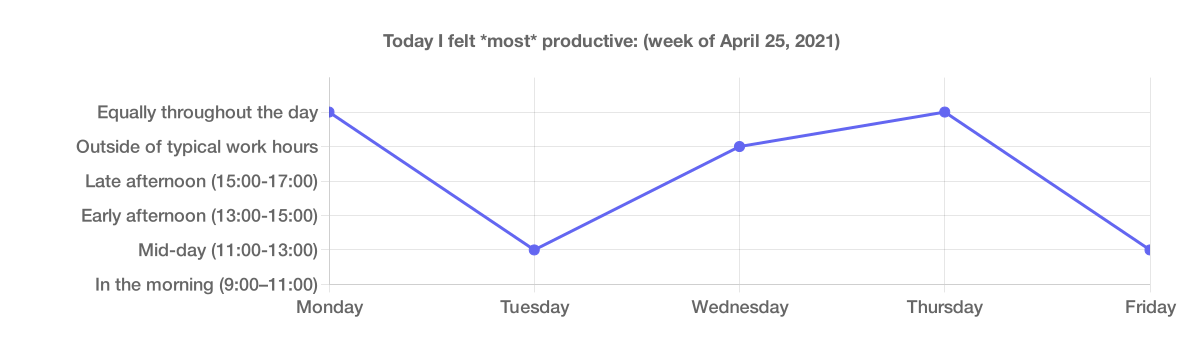 Today I felt *most* productive: (week of April 25, 2021)
Equally throughout the day
Outside of typical work hours
Late afternoon (15:00-17:00)
Early afternoon (13:00-15:00)
Mid-day (11:00-13:00)
In the morning (9:00–11:00)
Monday Tuesday Wednesday Thursday Friday